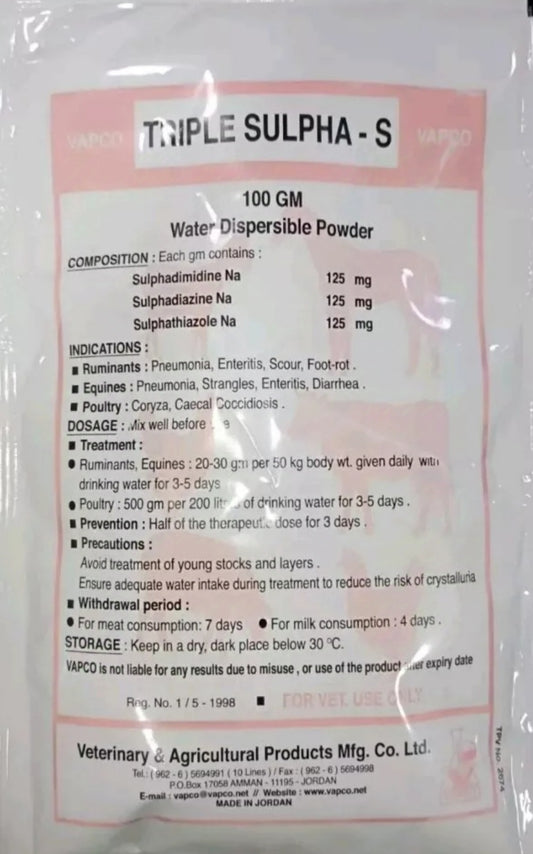 VAPCO TRIPLE SULPHA - S VAPCO
100 GM
Water Dispersible Powder
COMPOSITION : Each gm contains :
Sulphadimidine Na 125 mg
Sulphadiazine Na 125 mg
Sulphathiazole Na 125 mg
INDICATIONS :
■ Ruminants : Pneumonia, Enteritis, Scour, Foot-rot .
■ Equines : Pneumonia, Strangles, Enteritis, Diarrhea .
■ Poultry : Coryza, Caecal Coccidiosis .
DOSAGE : Mix well before
■ Treatment :
● Ruminants, Equines : 20-30 gm per 50 kg body wt. given daily with
drinking water for 3-5 days
● Poultry : 500 gm per 200 litres of drinking water for 3-5 days .
■ Prevention : Half of the therapeutic dose for 3 days .
■ Precautions :
Avoid treatment of young stocks and layers .
Ensure adequate water intake during treatment to reduce the risk of crystalluria
■ Withdrawal period :
● For meat consumption: 7 days ● For milk consumption : 4 days .
STORAGE : Keep in a dry, dark place below 30 ºC.
VAPCO is not liable for any results due to misuse , or use of the product after expiry date
Reg. No. 1 / 5 - 1998 ■ FOR VET. USE ONLY
Veterinary & Agricultural Products Mfg. Co. Ltd.
Tel.: ( 962 - 6 ) 5694991 ( 10 Lines ) / Fax : ( 962 - 6 ) 5694998
P.O.Box 17058 AMMAN - 11195 - JORDAN
E-mail : vapco@vapco.net // Website : www.vapco.net
MADE IN JORDAN
TPV No. 2074